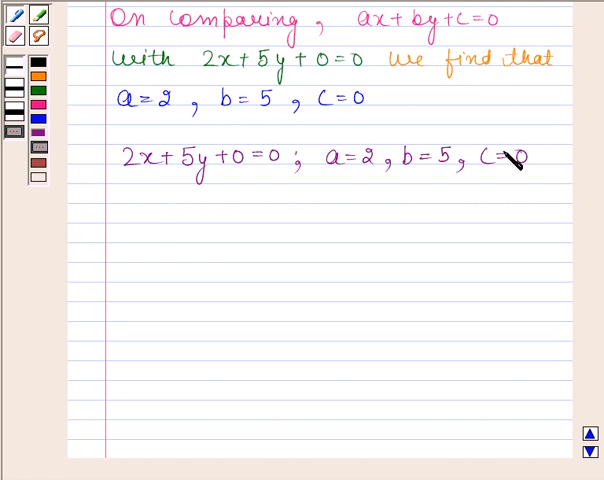 On comparing, ax+by+c=0
with 2x+5y+0=0 we find that
a=2, b=5, c=0
2x+5y+0=0; a=2, b=5, c=0